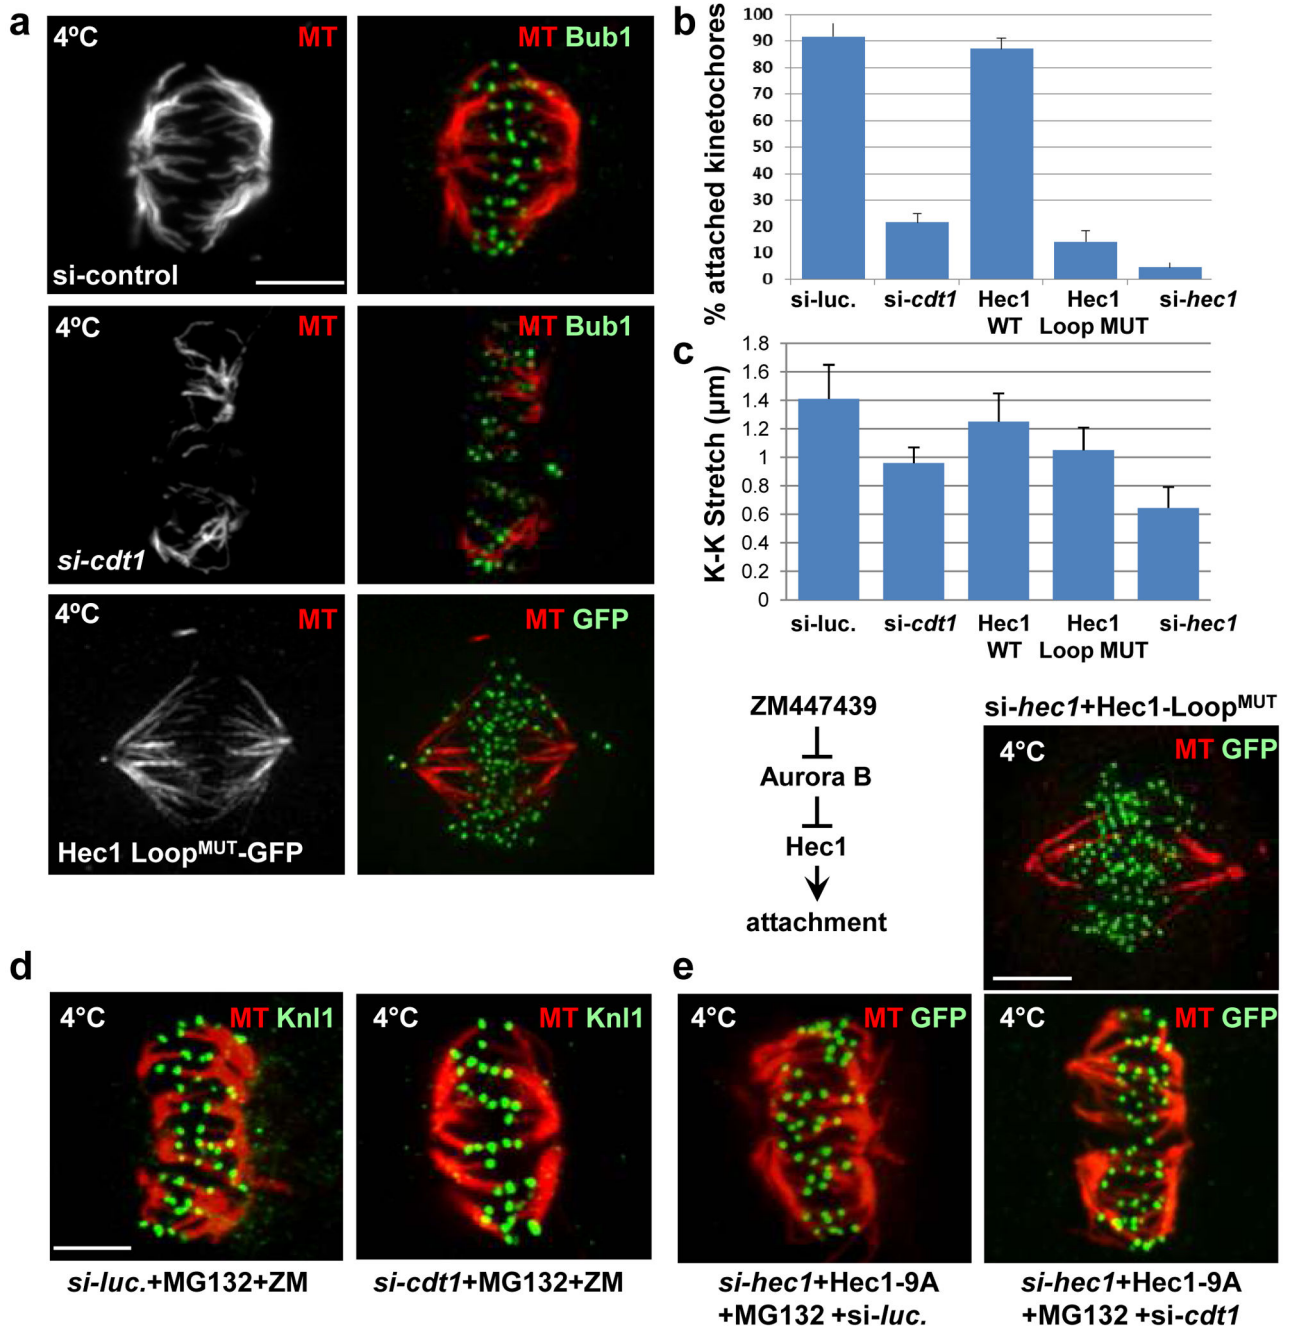 a
4ºC MT
si-control
MT Bub1
4ºC MT
si-cdt1
MT Bub1
4ºC MT
Hec1 Loop^MUT-GFP
MT GFP
b
% attached kinetochores
100
90
80
70
60
50
40
30
20
10
0
si-luc. si-cdt1 Hec1 Hec1 si-hec1
WT Loop MUT
c
K-K Stretch (µm)
1.8
1.6
1.4
1.2
1
0.8
0.6
0.4
0.2
0
si-luc. si-cdt1 Hec1 Hec1 si-hec1
WT Loop MUT
ZM447439
Aurora B
Hec1
attachment
si-hec1+Hec1-Loop^MUT
4°C MT GFP
d
4°C MT Knl1
si-luc.+MG132+ZM
4°C MT Knl1
si-cdt1+MG132+ZM
e
4°C MT GFP
si-hec1+Hec1-9A
+MG132 +si-luc.
4°C MT GFP
si-hec1+Hec1-9A
+MG132 +si-cdt1